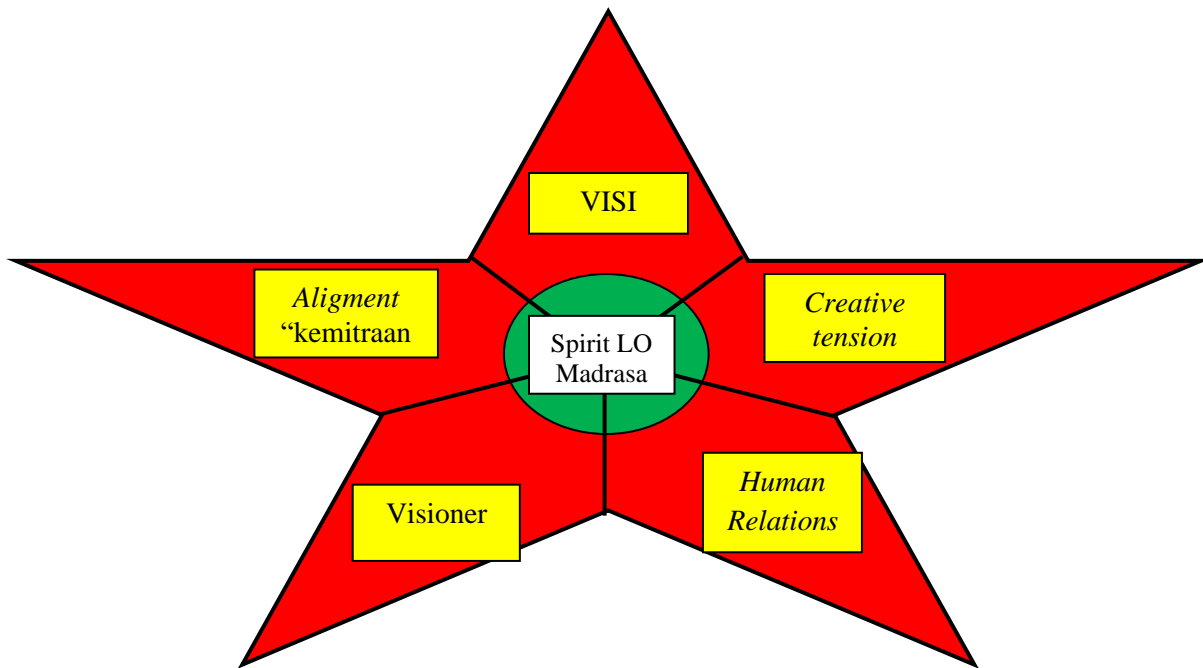 VISI
Aligment
“kemitraan
Creative
tension
Spirit LO
Madrasa
Visioner
Human
Relations